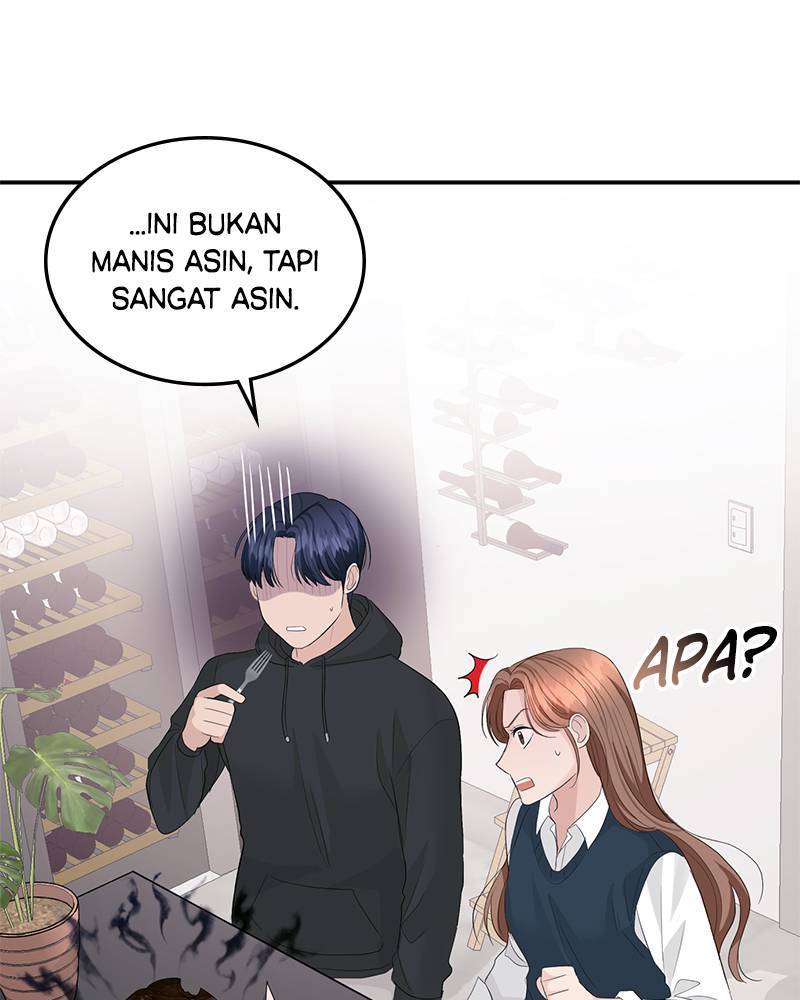 ...INI BUKAN
MANIS ASIN, TAPI
SANGAT ASIN.
APA?